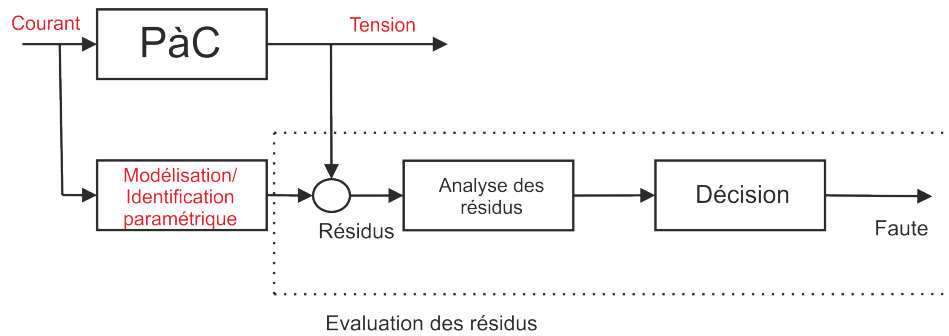 Courant
PàC
Tension
Modélisation/
Identification
paramétrique
Résidus
Analyse des
résidus
Décision
Faute
Evaluation des résidus